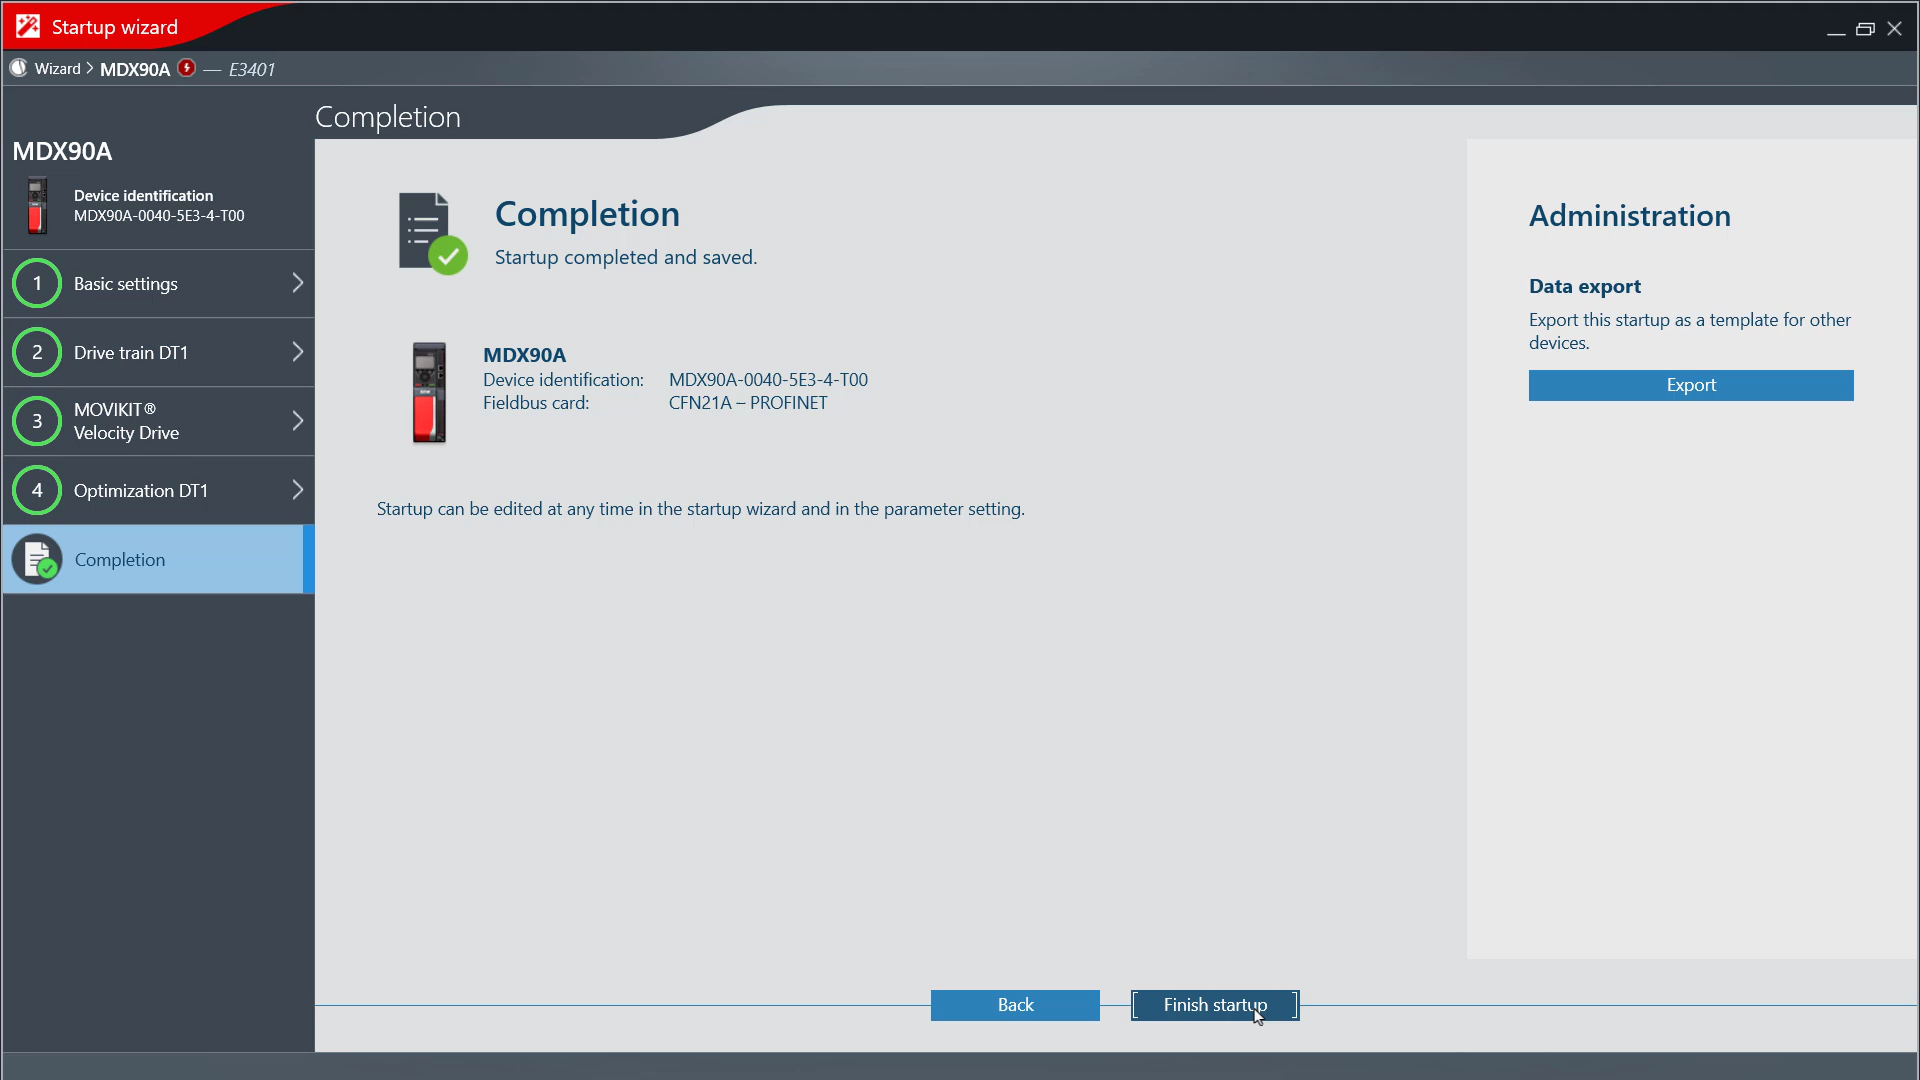 Startup wizard
Wizard > MDX90A — E3401
Completion
MDX90A
Device identification
MDX90A-0040-5E3-4-T00
1 Basic settings
2 Drive train DT1
3 MOVIKIT®
Velocity Drive
4 Optimization DT1
Completion
Completion
Startup completed and saved.
MDX90A
Device identification: MDX90A-0040-5E3-4-T00
Fieldbus card: CFN21A – PROFINET
Startup can be edited at any time in the startup wizard and in the parameter setting.
Administration
Data export
Export this startup as a template for other
devices.
Export
Back
Finish startup